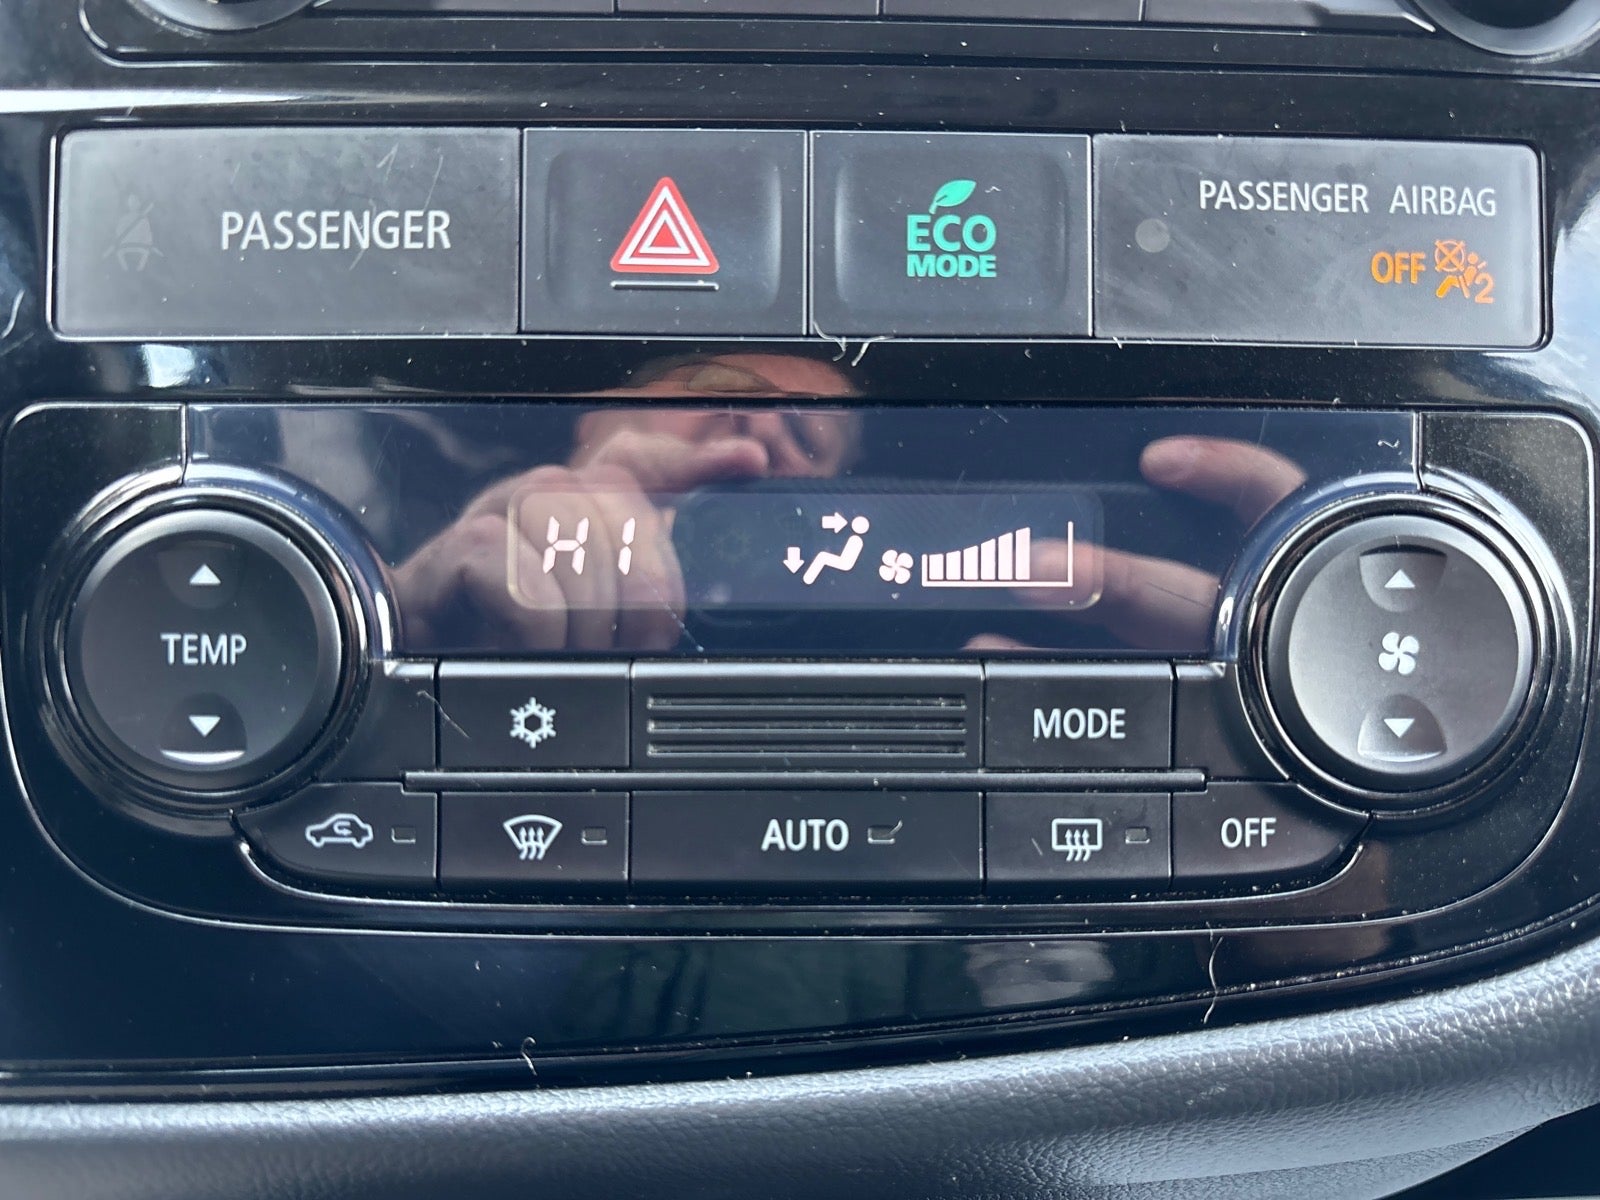 PASSENGER
ECO
MODE
PASSENGER AIRBAG
OFF 2
HI
TEMP
MODE
AUTO
OFF